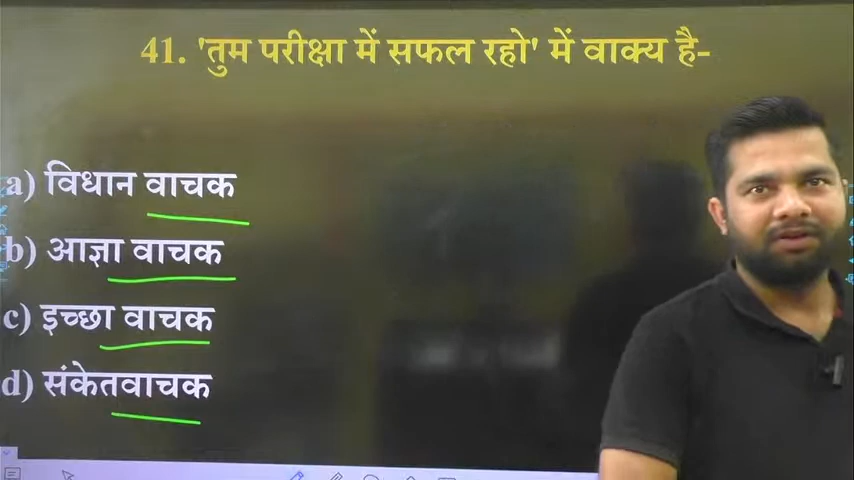 41. 'तुम परीक्षा में सफल रहो' में वाक्य है-
a) विधान वाचक
b) आज्ञा वाचक
c) इच्छा वाचक
d) संकेतवाचक